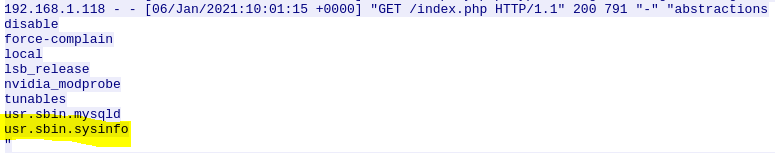 192.168.1.118 - - [06/Jan/2021:10:01:15 +0000] "GET /index.php HTTP/1.1" 200 791 "-" "abstractions
disable
force-complain
local
lsb_release
nvidia_modprobe
tunables
usr.sbin.mysqld
usr.sbin.sysinfo
"